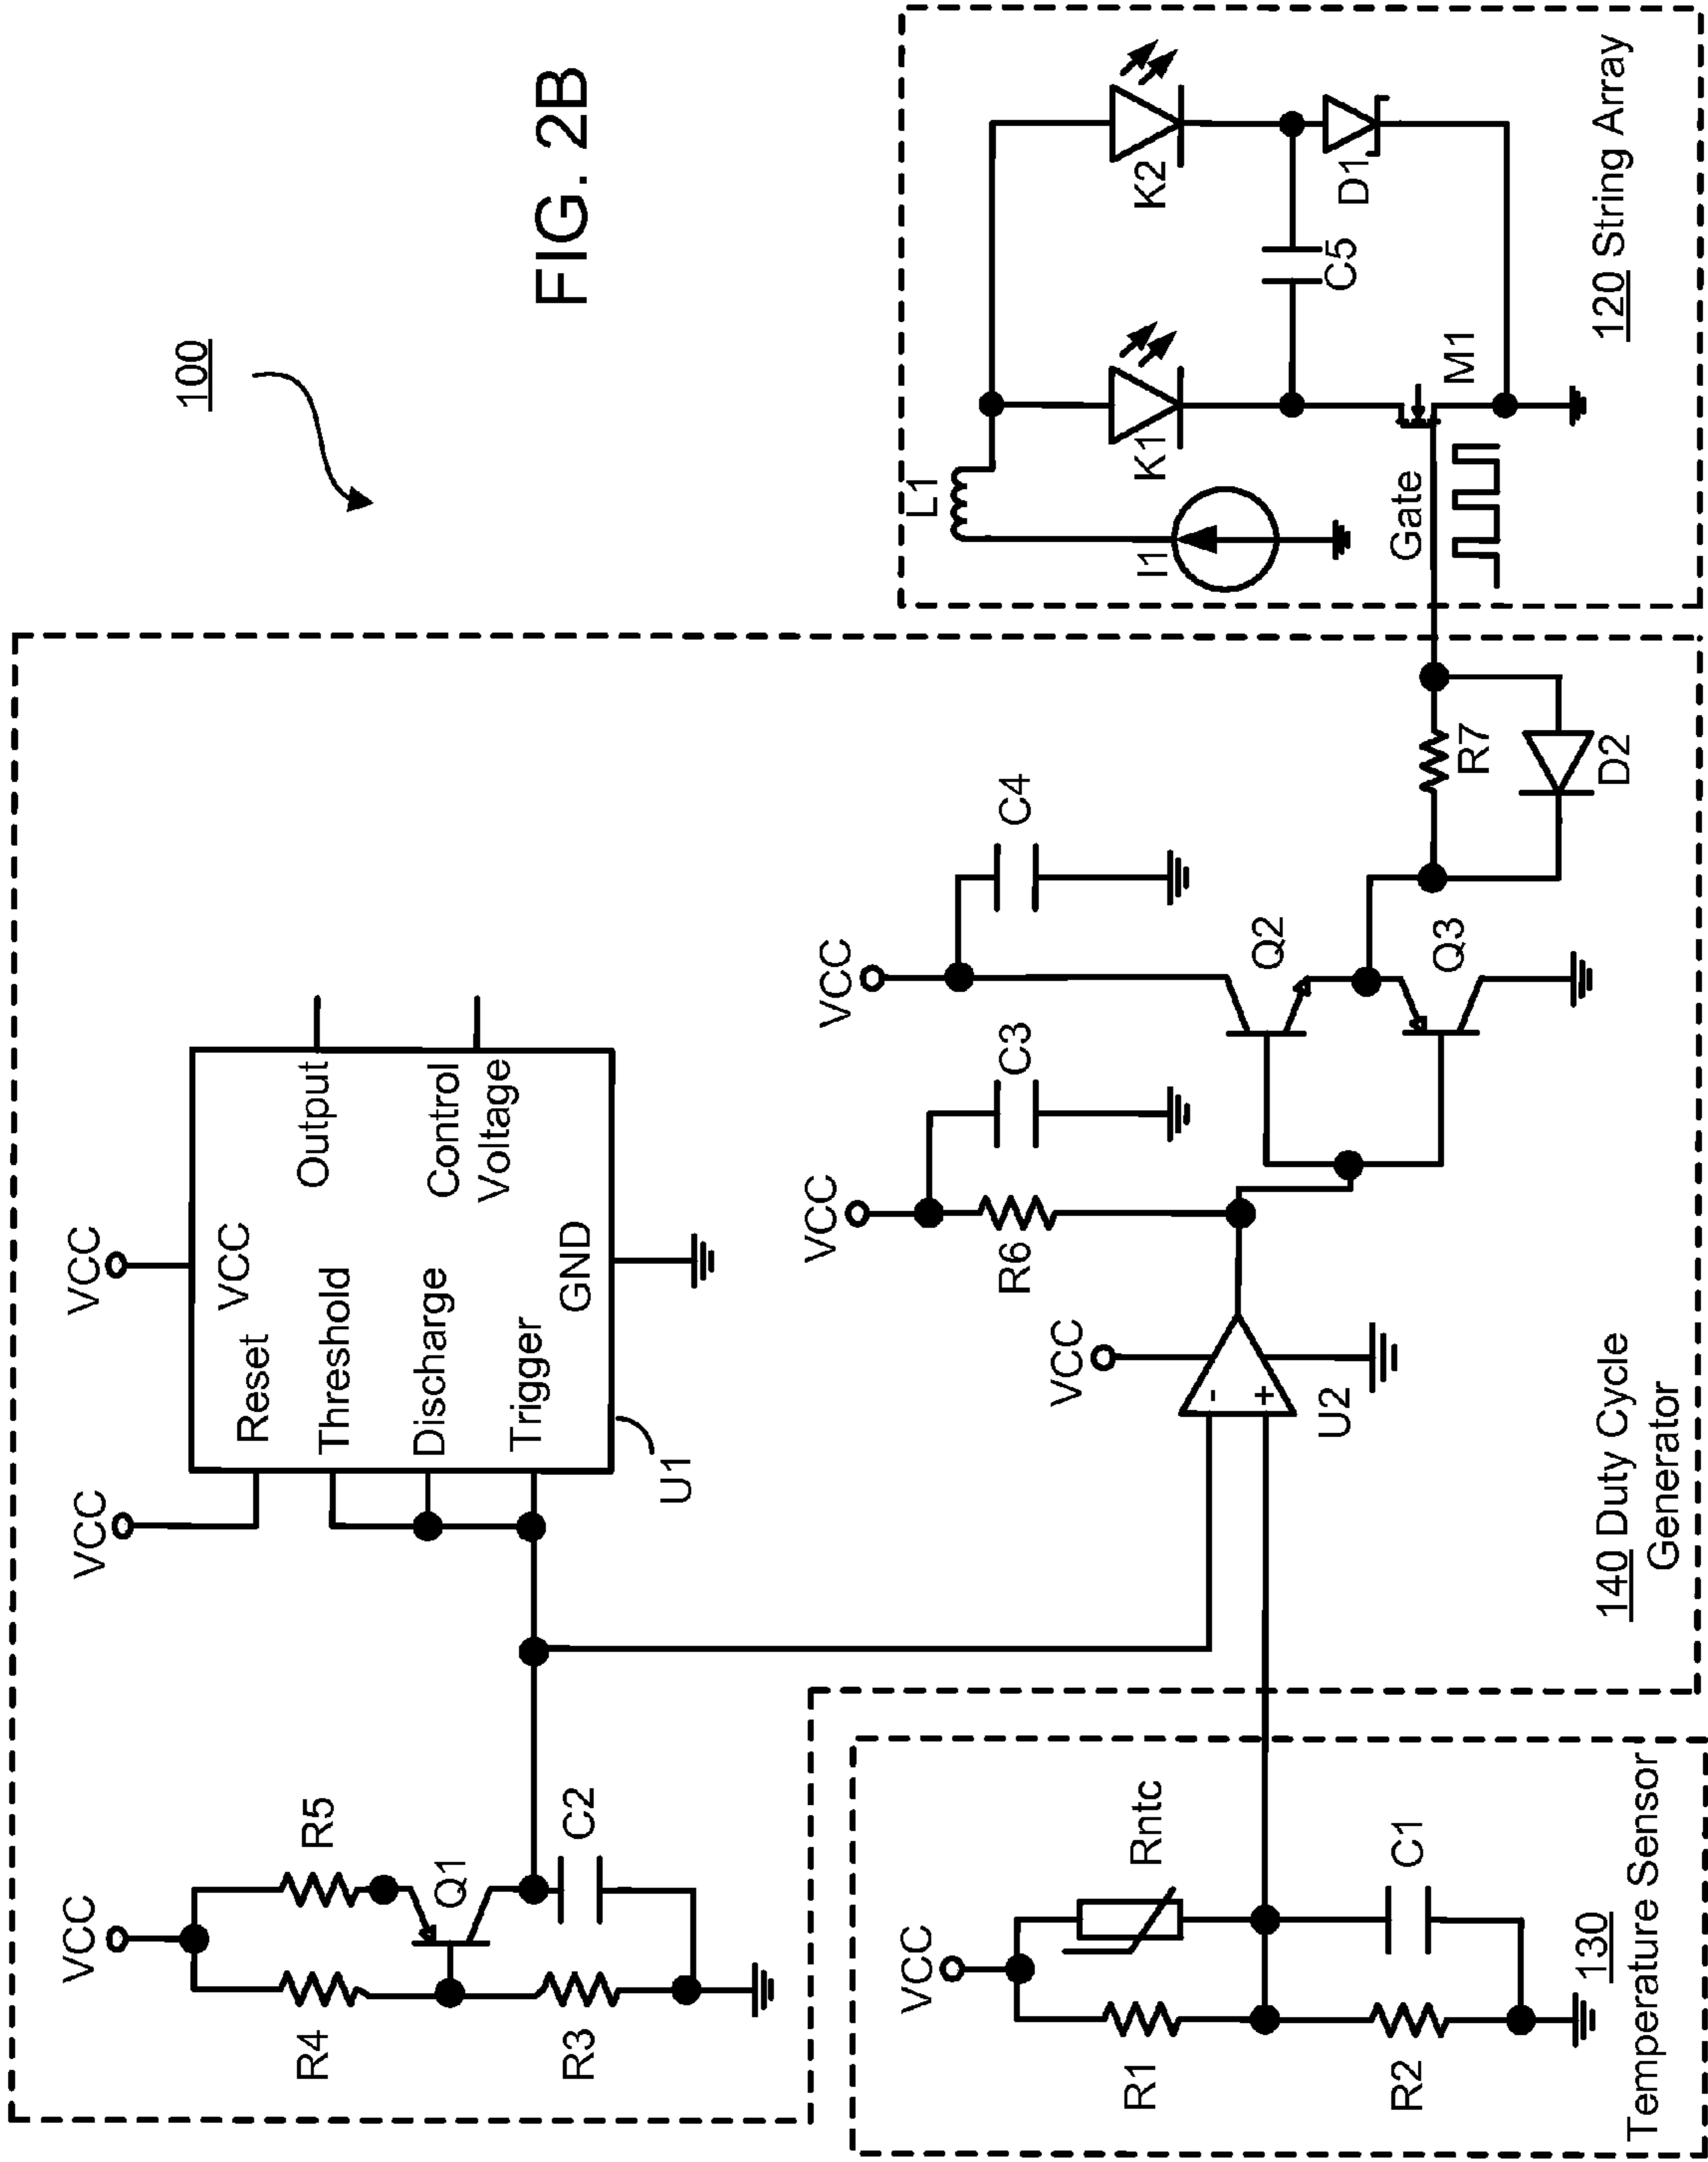 100
FIG. 2B
VCC
VCC
VCC
Reset
VCC
Threshold
Output
Discharge
Control
Voltage
Trigger
GND
U1
VCC
R4
R5
Q1
R3
C2
VCC
R1
Rntc
R2
C1
130
Temperature Sensor
VCC
-
+
U2
VCC
R6
C3
VCC
C4
Q2
Q3
R7
D2
140 Duty Cycle
Generator
L1
I1
K1
K2
C5
D1
Gate
M1
120 String Array